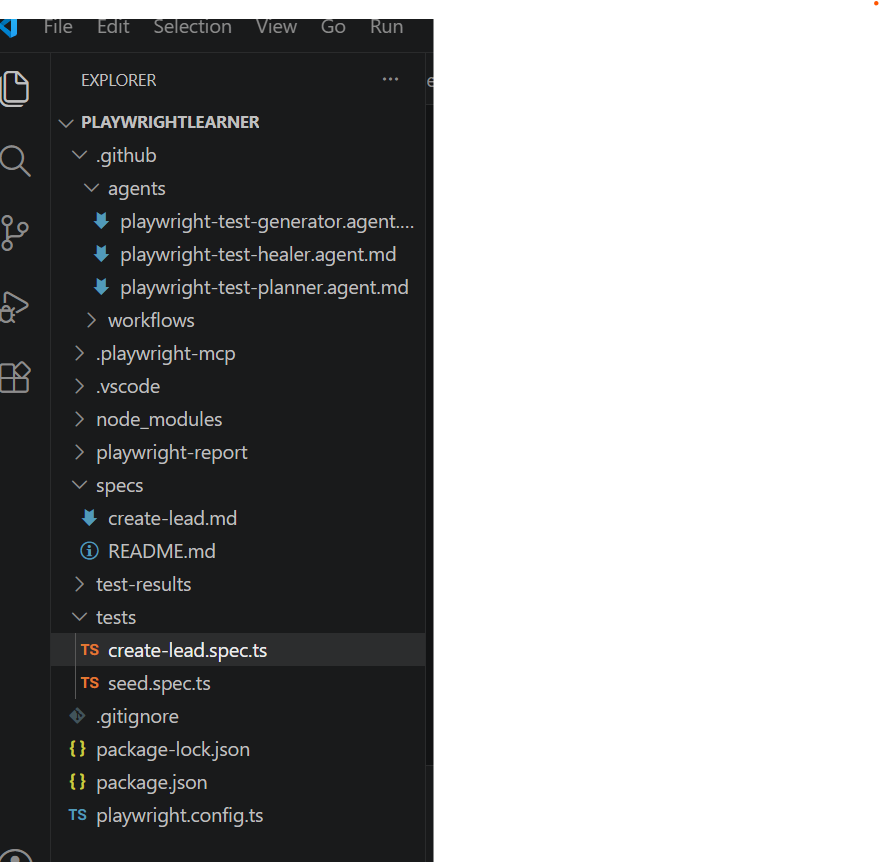 File Edit Selection View Go Run
EXPLORER
PLAYWRIGHTLEARNER
.github
agents
playwright-test-generator.agent....
playwright-test-healer.agent.md
playwright-test-planner.agent.md
workflows
.playwright-mcp
.vscode
node_modules
playwright-report
specs
create-lead.md
README.md
test-results
tests
TS create-lead.spec.ts
TS seed.spec.ts
.gitignore
{} package-lock.json
{} package.json
TS playwright.config.ts